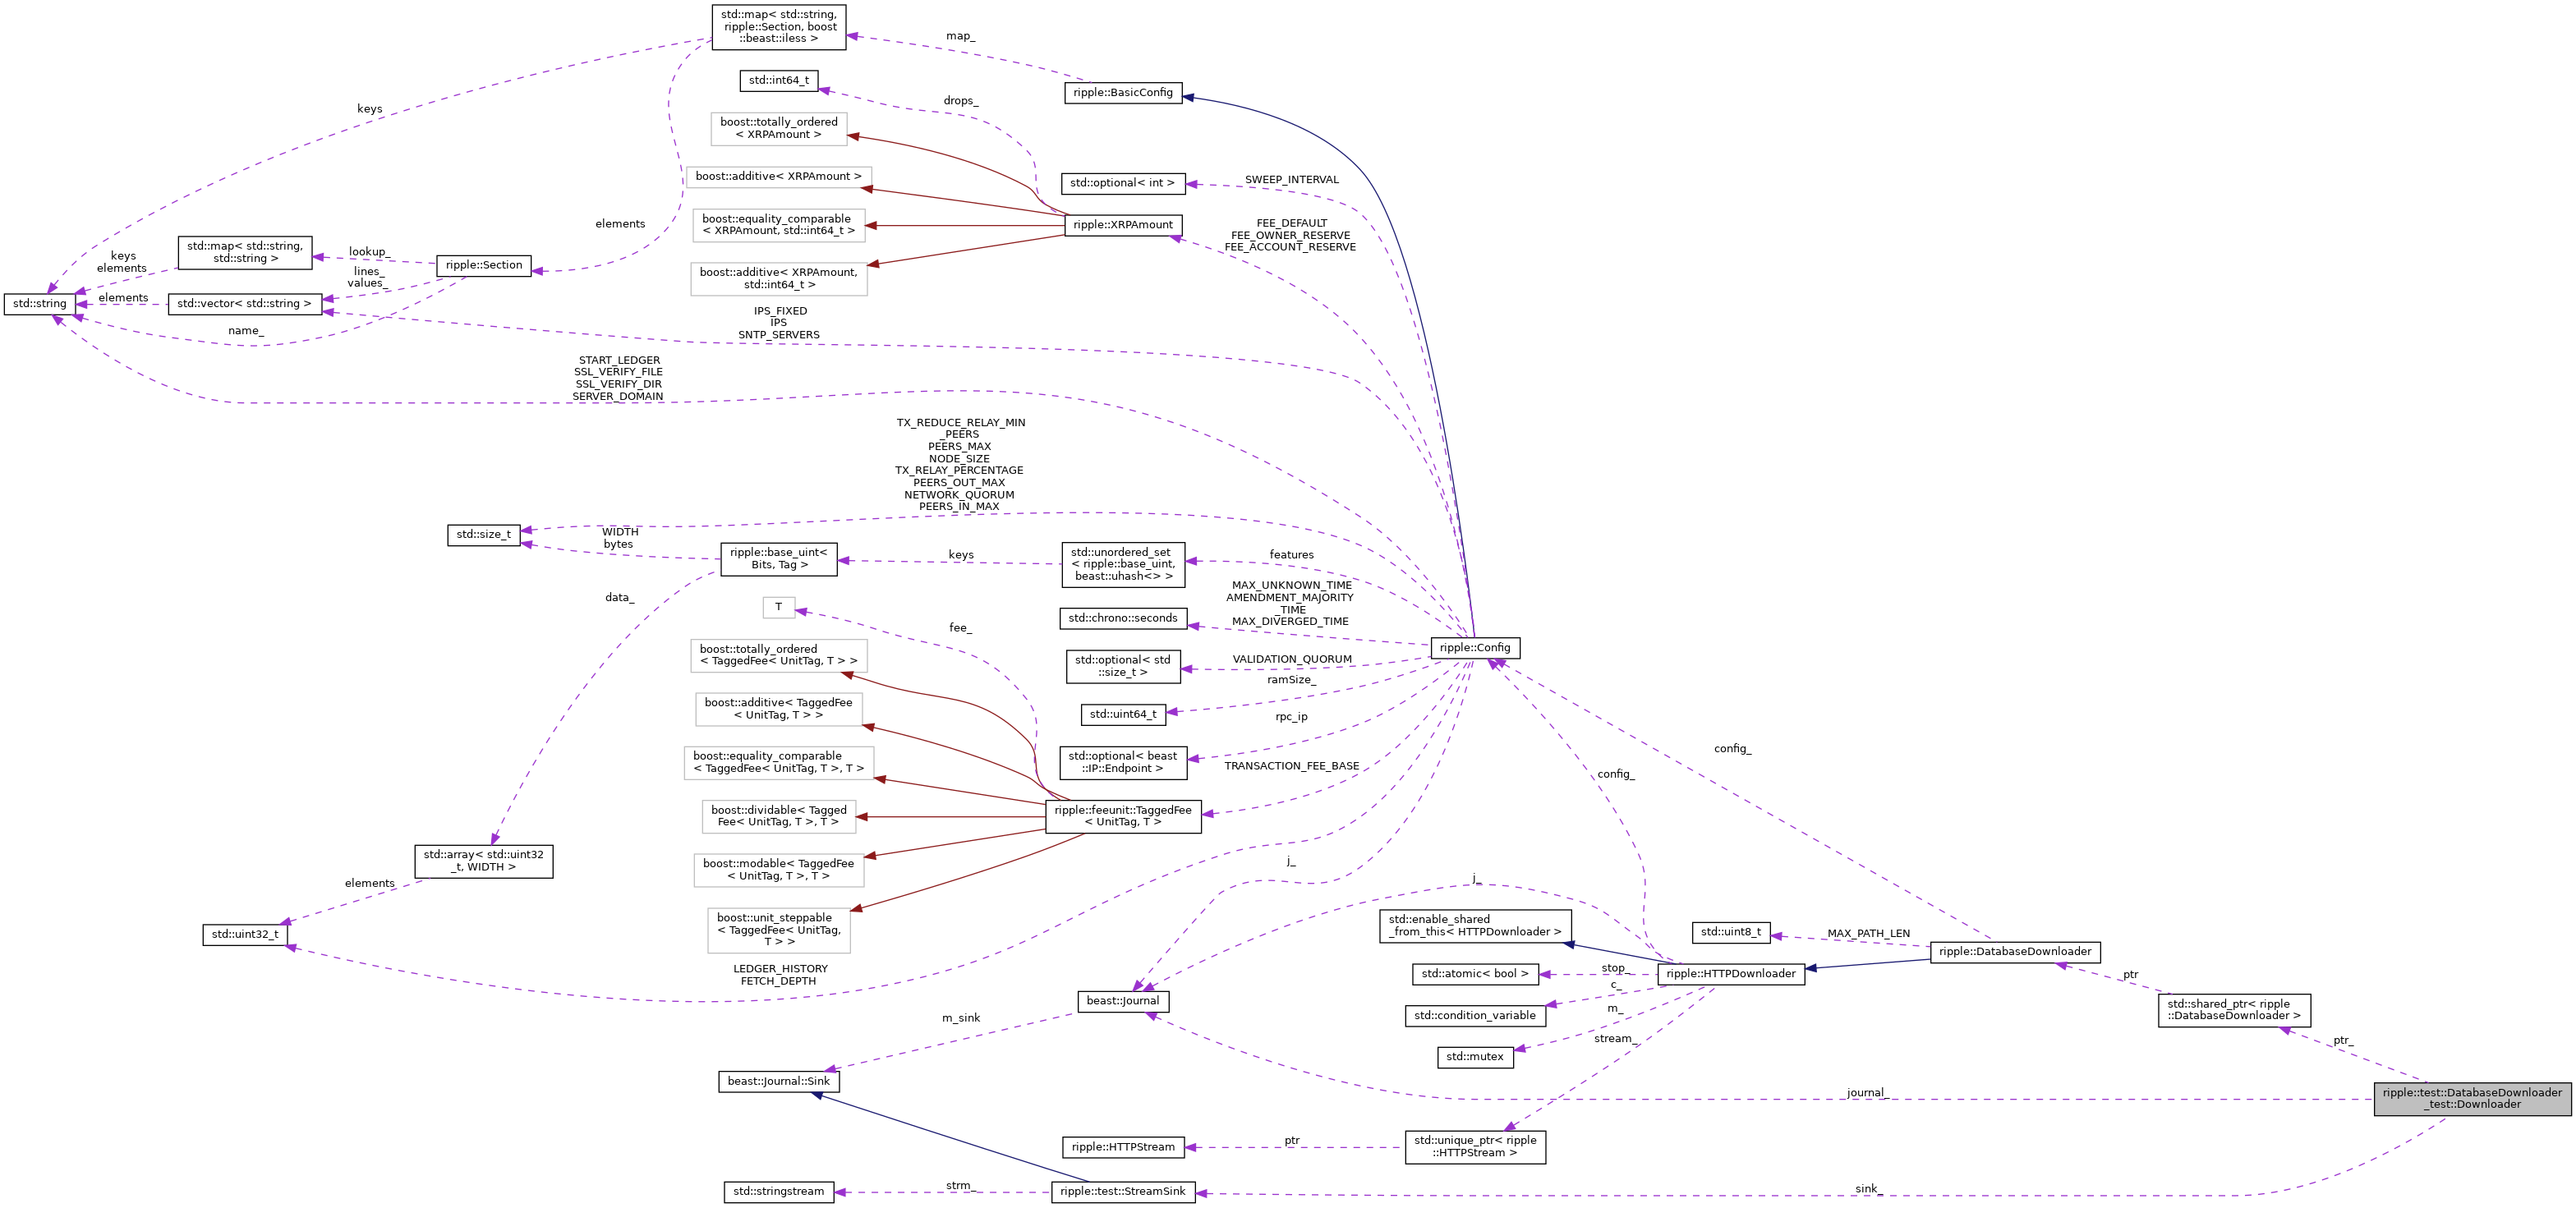 std::map< std::string,
ripple::Section, boost
::beast::iless >
map_
std::int64_t
ripple::BasicConfig
drops_
keys
boost::totally_ordered
< XRPAmount >
boost::additive< XRPAmount >
std::optional< int >
SWEEP_INTERVAL
boost::equality_comparable
< XRPAmount, std::int64_t >
ripple::XRPAmount
FEE_DEFAULT
FEE_OWNER_RESERVE
FEE_ACCOUNT_RESERVE
elements
std::map< std::string,
std::string >
lookup_
keys
elements
ripple::Section
lines_
values_
boost::additive< XRPAmount,
std::int64_t >
std::string
elements
std::vector< std::string >
name_
IPS_FIXED
IPS
SNTP_SERVERS
START_LEDGER
SSL_VERIFY_FILE
SSL_VERIFY_DIR
SERVER_DOMAIN
TX_REDUCE_RELAY_MIN
_PEERS
PEERS_MAX
NODE_SIZE
TX_RELAY_PERCENTAGE
PEERS_OUT_MAX
NETWORK_QUORUM
PEERS_IN_MAX
std::size_t
WIDTH
bytes
ripple::base_uint<
Bits, Tag >
keys
std::unordered_set
< ripple::base_uint,
beast::uhash<> >
features
data_
T
fee_
std::chrono::seconds
MAX_UNKNOWN_TIME
AMENDMENT_MAJORITY
_TIME
MAX_DIVERGED_TIME
ripple::Config
boost::totally_ordered
< TaggedFee< UnitTag, T > >
std::optional< std
::size_t >
VALIDATION_QUORUM
ramSize_
boost::additive< TaggedFee
< UnitTag, T > >
std::uint64_t
rpc_ip
boost::equality_comparable
< TaggedFee< UnitTag, T >, T >
std::optional< beast
::IP::Endpoint >
TRANSACTION_FEE_BASE
config_
config_
boost::dividable< Tagged
Fee< UnitTag, T >, T >
ripple::feeunit::TaggedFee
< UnitTag, T >
boost::modable< TaggedFee
< UnitTag, T >, T >
std::array< std::uint32
_t, WIDTH >
elements
j_
j_
boost::unit_steppable
< TaggedFee< UnitTag,
T > >
std::uint32_t
LEDGER_HISTORY
FETCH_DEPTH
std::enable_shared
_from_this< HTTPDownloader >
std::uint8_t
MAX_PATH_LEN
ripple::DatabaseDownloader
std::atomic< bool >
stop_
ripple::HTTPDownloader
ptr
c_
beast::Journal
std::condition_variable
m_
std::shared_ptr< ripple
::DatabaseDownloader >
m_sink
stream_
ptr_
std::mutex
beast::Journal::Sink
journal_
ripple::test::DatabaseDownloader
_test::Downloader
ripple::HTTPStream
ptr
std::unique_ptr< ripple
::HTTPStream >
std::stringstream
strm_
ripple::test::StreamSink
sink_